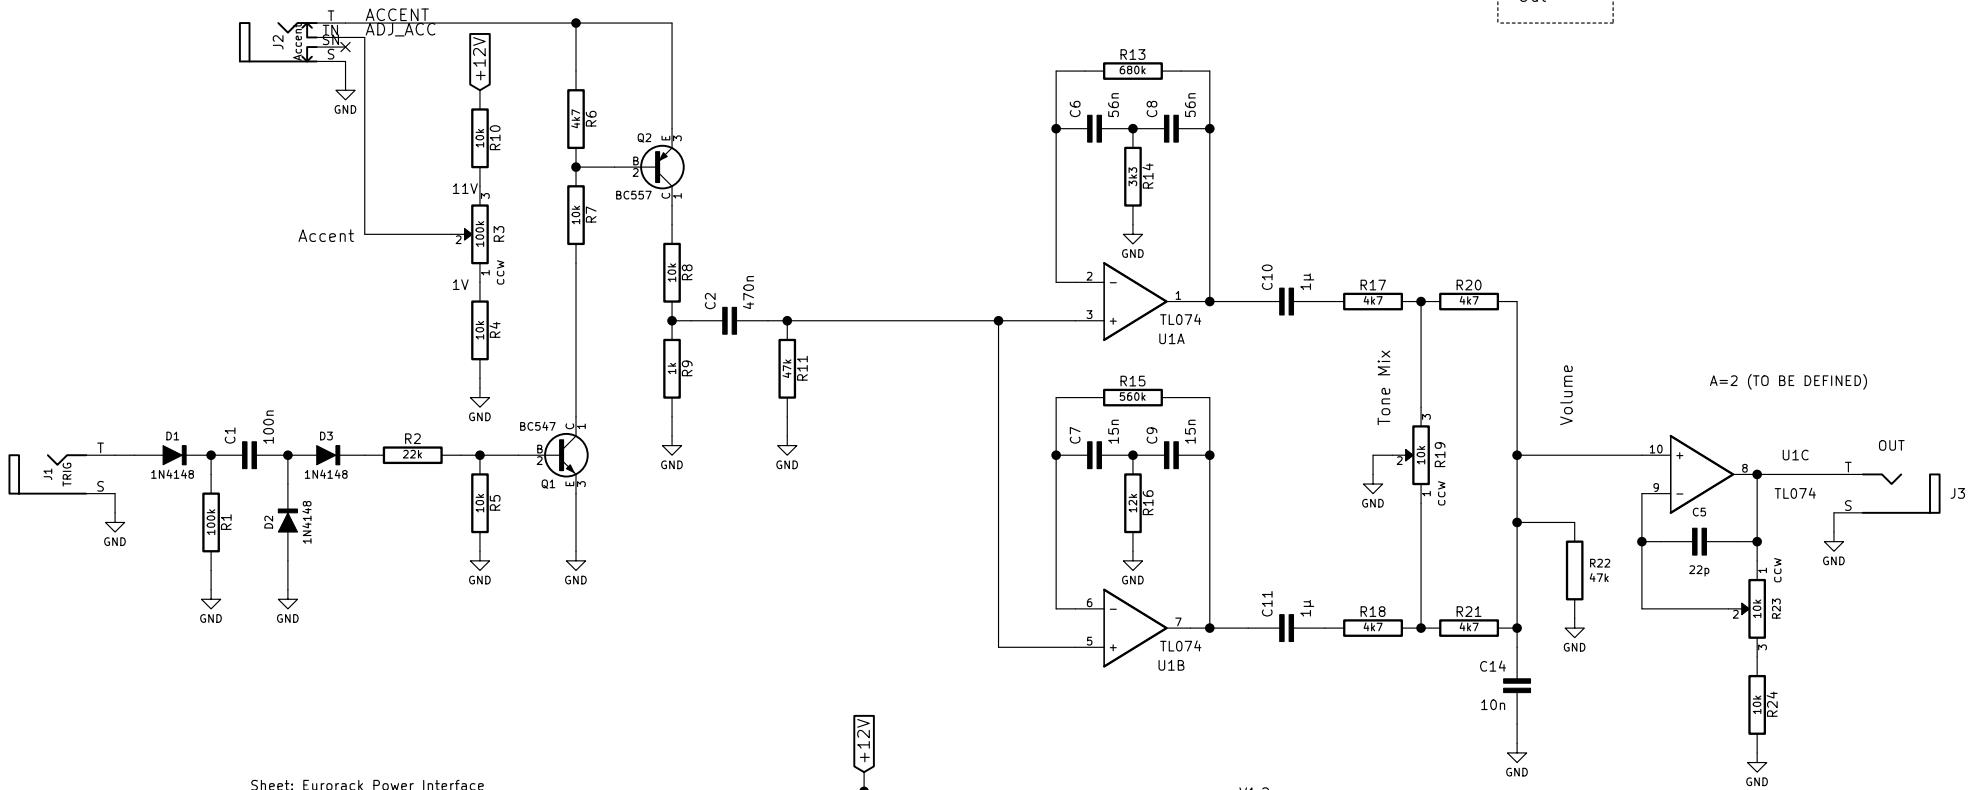 Out
T
IN
SN
S
ACCENT
ADJ_ACC
J2
Accent
GND
+12V
10k
R10
11V
3
100k
R3
2
1
ccw
1V
Accent
10k
R4
GND
4k7
R6
10k
R7
Q2
BC557
B
2
E
3
C
1
10k
R8
1k
R9
GND
C2
470n
47k
R11
GND
J1
TRIG
T
S
GND
D1
1N4148
100k
R1
GND
C1
100n
D2
1N4148
GND
D3
1N4148
R2
22k
10k
R5
GND
BC547
B
2
Q1
C
1
E
3
GND
R13
680k
C6
56n
C8
56n
3k3
R14
GND
2
−
3
+
1
TL074
U1A
R15
560k
C7
15n
C9
15n
12k
R16
GND
6
−
5
+
7
TL074
U1B
C10
1µ
R17
4k7
R20
4k7
Tone Mix
3
10k
R19
2
1
ccw
GND
C11
1µ
R18
4k7
R21
4k7
Volume
R22
47k
GND
C14
10n
GND
A=2 (TO BE DEFINED)
10
+
9
−
8
U1C
TL074
C5
22p
1
ccw
10k
R23
2
3
10k
R24
GND
OUT
T
S
J3
GND
+12V
Sheet: Eurorack Power Interface